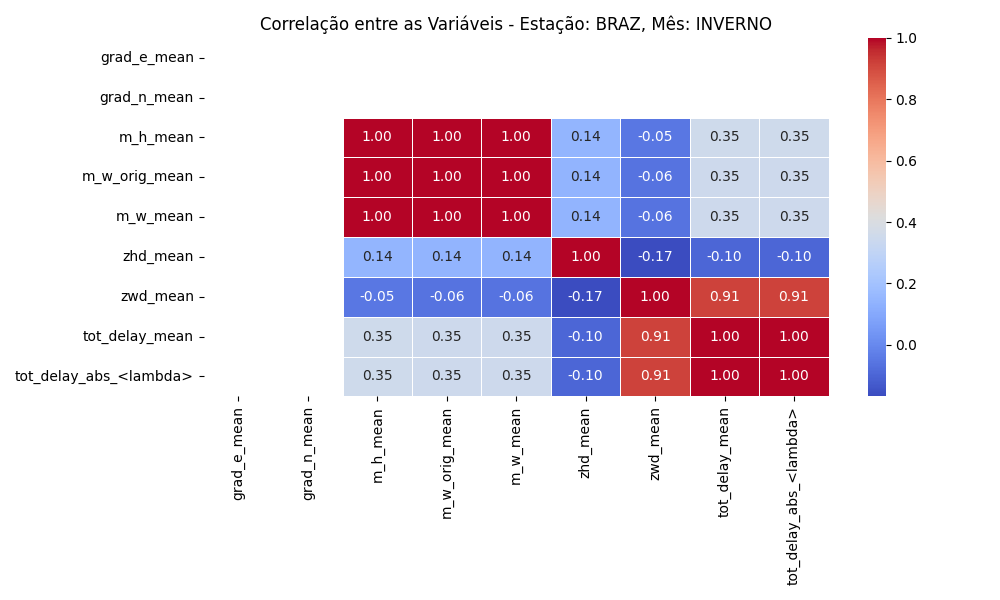 Correlação entre as Variáveis - Estação: BRAZ, Mês: INVERNO
grad_e_mean
grad_n_mean
m_h_mean 1.00 1.00 1.00 0.14 -0.05 0.35 0.35
m_w_orig_mean 1.00 1.00 1.00 0.14 -0.06 0.35 0.35
m_w_mean 1.00 1.00 1.00 0.14 -0.06 0.35 0.35
zhd_mean 0.14 0.14 0.14 1.00 -0.17 -0.10 -0.10
zwd_mean -0.05 -0.06 -0.06 -0.17 1.00 0.91 0.91
tot_delay_mean 0.35 0.35 0.35 -0.10 0.91 1.00 1.00
tot_delay_abs_<lambda> 0.35 0.35 0.35 -0.10 0.91 1.00 1.00
grad_e_mean
grad_n_mean
m_h_mean
m_w_orig_mean
m_w_mean
zhd_mean
zwd_mean
tot_delay_mean
tot_delay_abs_<lambda>
1.0
0.8
0.6
0.4
0.2
0.0